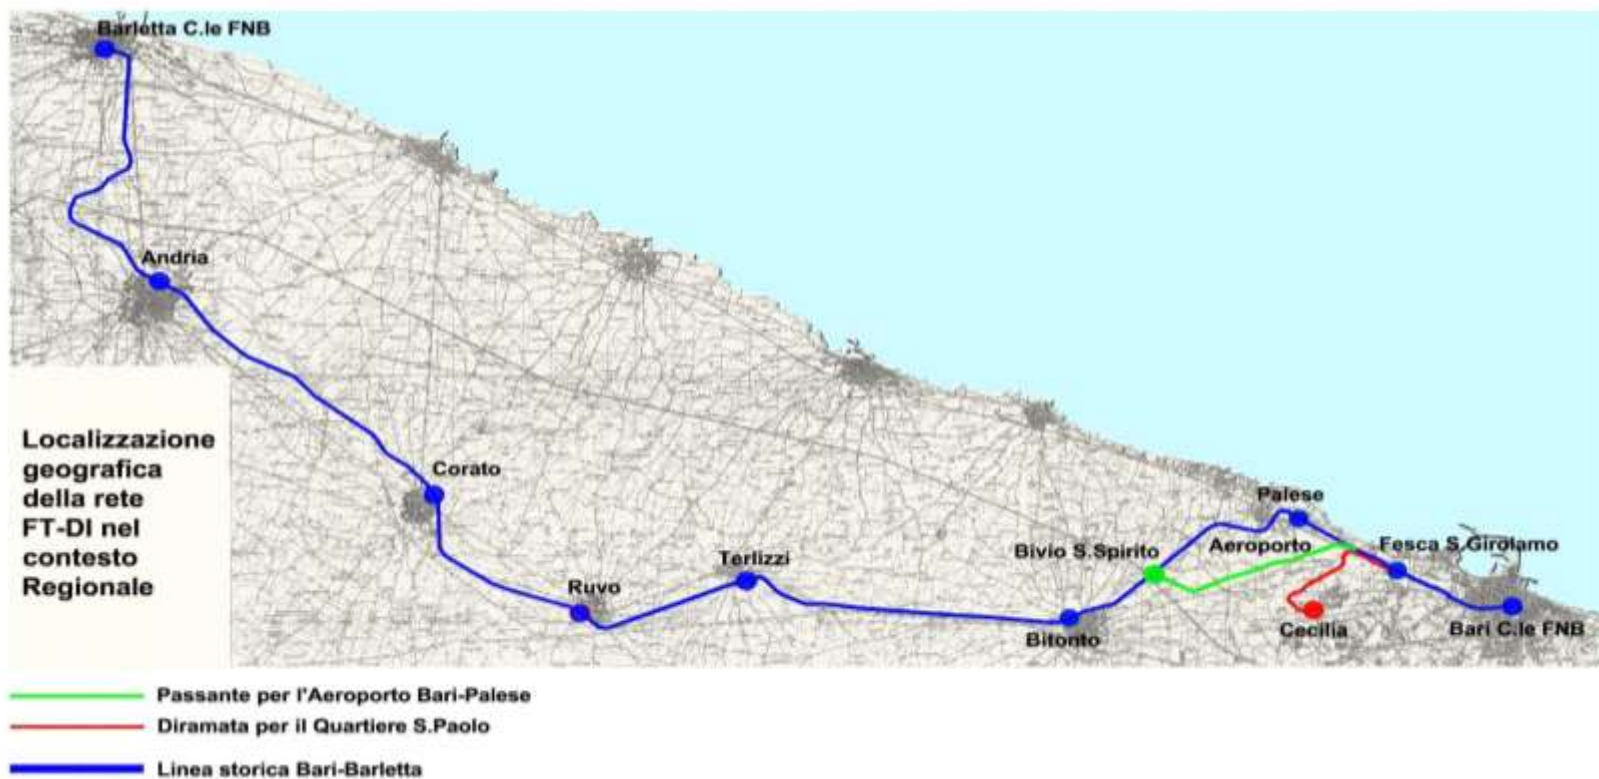 Barletta C.le FNB
Andria
Localizzazione
geografica
della rete
FT-DI nel
contesto
Regionale
Corato
Ruvo
Terlizzi
Bitonto
Bivio S.Spirito
Palese
Aeroporto
Fesca S.Girolamo
Cecilia
Bari C.le FNB
Passante per l'Aeroporto Bari-Palese
Diramata per il Quartiere S.Paolo
Linea storica Bari-Barletta